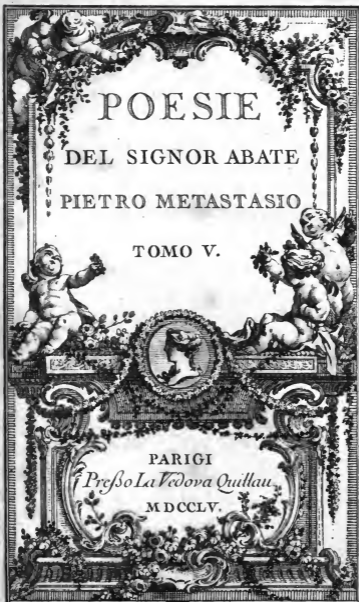 POESIE
DEL SIGNOR ABATE
PIETRO METASTASIO
TOMO V.
PARIGI
Preßo La Vedova Quillau
MDCCLV.